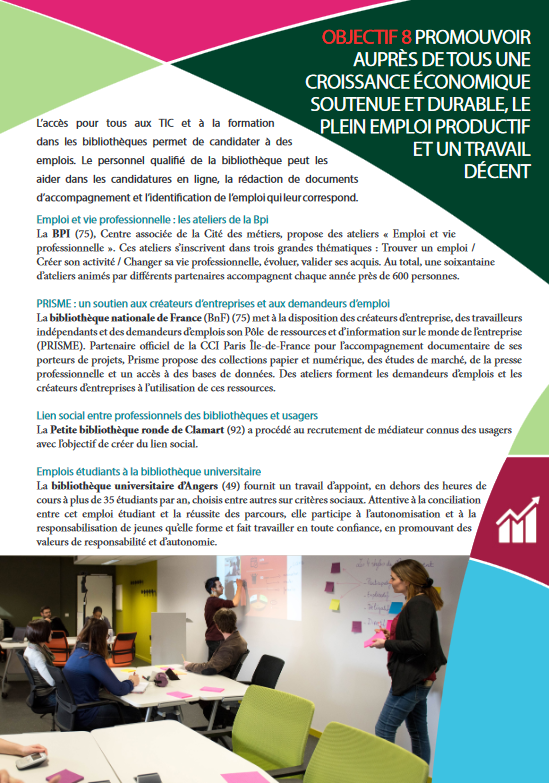 OBJECTIF 8 PROMOUVOIR
AUPRÈS DE TOUS UNE
CROISSANCE ÉCONOMIQUE
SOUTENUE ET DURABLE, LE
PLEIN EMPLOI PRODUCTIF
ET UN TRAVAIL
DÉCENT
L'accès pour tous aux TIC et à la formation
dans les bibliothèques permet de candidater à des
emplois. Le personnel qualifié de la bibliothèque peut les
aider dans les candidatures en ligne, la rédaction de documents
d'accompagnement et l'identification de l'emploi qui leur correspond.
Emploi et vie professionnelle : les ateliers de la Bpi
La BPI (75), Centre associée de la Cité des métiers, propose des ateliers « Emploi et vie
professionnelle ». Ces ateliers s'inscrivent dans trois grandes thématiques : Trouver un emploi /
Créer son activité / Changer sa vie professionnelle, évoluer, valider ses acquis. Au total, une soixantaine
d'ateliers animés par différents partenaires accompagnent chaque année près de 600 personnes.
PRISME : un soutien aux créateurs d'entreprises et aux demandeurs d'emploi
La bibliothèque nationale de France (BnF) (75) met à la disposition des créateurs d'entreprise, des travailleurs
indépendants et des demandeurs d'emplois son Pôle de ressources et d'information sur le monde de l'entreprise
(PRISME). Partenaire officiel de la CCI Paris Île-de-France pour l'accompagnement documentaire de ses
porteurs de projets, Prisme propose des collections papier et numérique, des études de marché, de la presse
professionnelle et un accès à des bases de données. Des ateliers forment les demandeurs d'emplois et les
créateurs d'entreprises à l'utilisation de ces ressources.
Lien social entre professionnels des bibliothèques et usagers
La Petite bibliothèque ronde de Clamart (92) a procédé au recrutement de médiateur connus des usagers
avec l'objectif de créer du lien social.
Emplois étudiants à la bibliothèque universitaire
La bibliothèque universitaire d'Angers (49) fournit un travail d'appoint, en dehors des heures de
cours à plus de 35 étudiants par an, choisis entre autres sur critères sociaux. Attentive à la conciliation
entre cet emploi étudiant et la réussite des parcours, elle participe à l'autonomisation et à la
responsabilisation de jeunes qu'elle forme et fait travailler en toute confiance, en promouvant des
valeurs de responsabilité et d'autonomie.